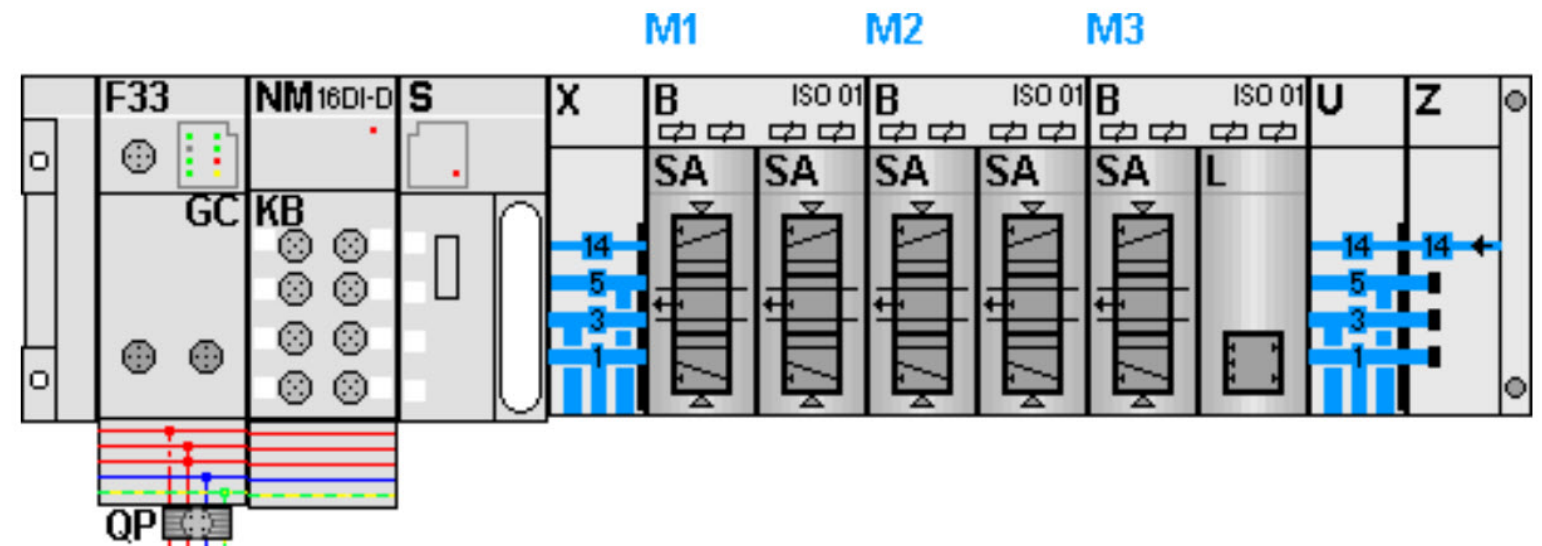 M1 M2 M3
F33 NM 16DI-D S X B ISO 01 B ISO 01 B ISO 01 U Z
SA SA SA SA SA L
GC KB
14 14 14
5 5
3 3
1 1
QP